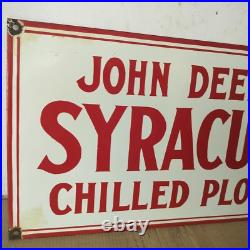 JOHN DEE
SYRACU
CHILLED PLO